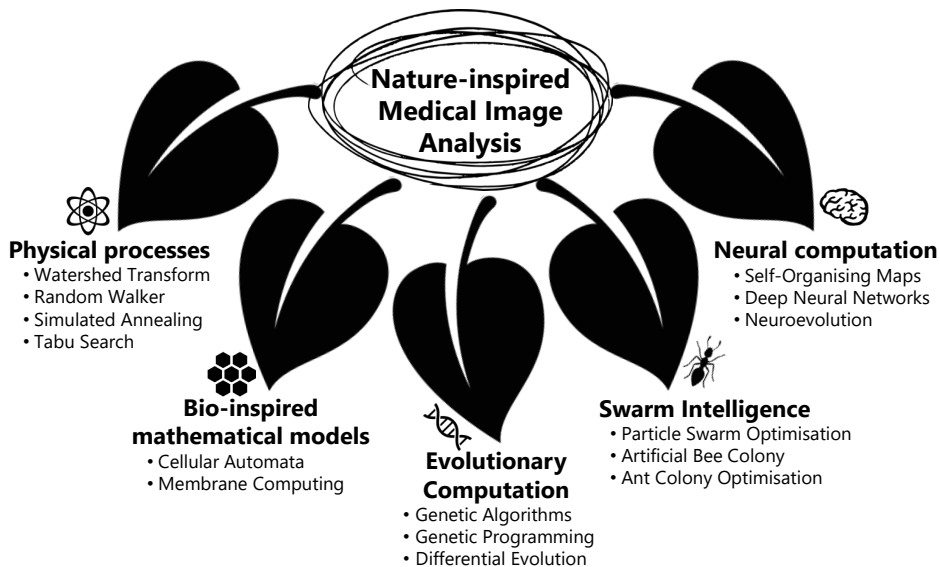 Nature-inspired
Medical Image
Analysis
Physical processes
• Watershed Transform
• Random Walker
• Simulated Annealing
• Tabu Search
Bio-inspired
mathematical models
• Cellular Automata
• Membrane Computing
Evolutionary
Computation
• Genetic Algorithms
• Genetic Programming
• Differential Evolution
Swarm Intelligence
• Particle Swarm Optimisation
• Artificial Bee Colony
• Ant Colony Optimisation
Neural computation
• Self-Organising Maps
• Deep Neural Networks
• Neuroevolution